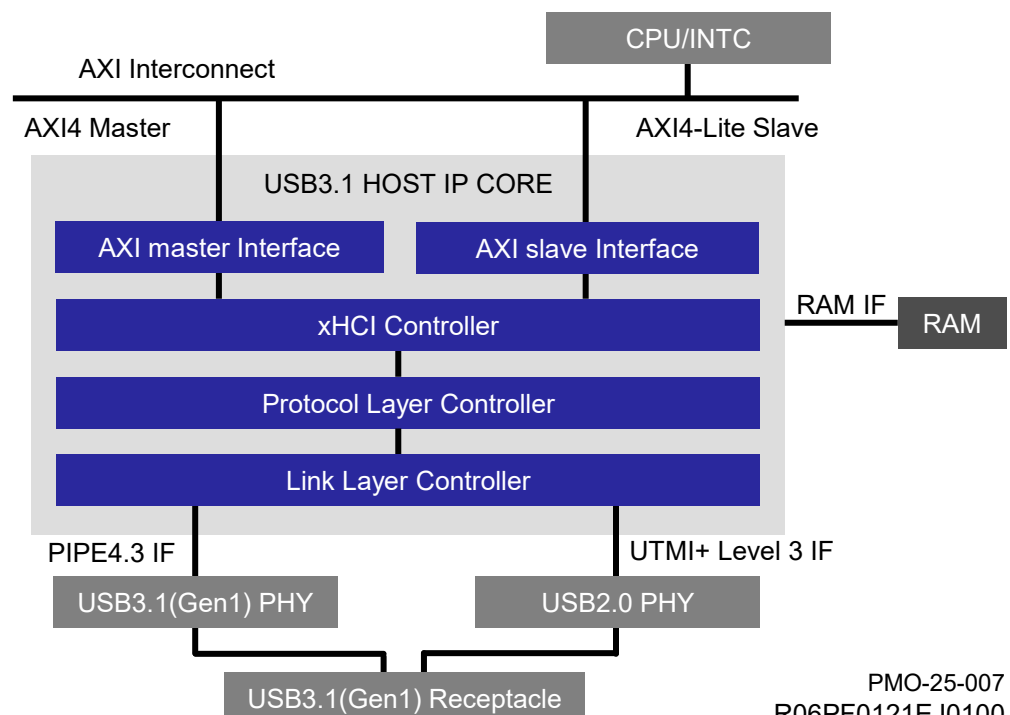 CPU/INTC
AXI Interconnect
AXI4 Master
AXI4-Lite Slave
USB3.1 HOST IP CORE
AXI master Interface
AXI slave Interface
xHCI Controller
RAM IF
RAM
Protocol Layer Controller
Link Layer Controller
PIPE4.3 IF
UTMI+ Level 3 IF
USB3.1(Gen1) PHY
USB2.0 PHY
USB3.1(Gen1) Receptacle
PMO-25-007
R06PF0121EJ0100